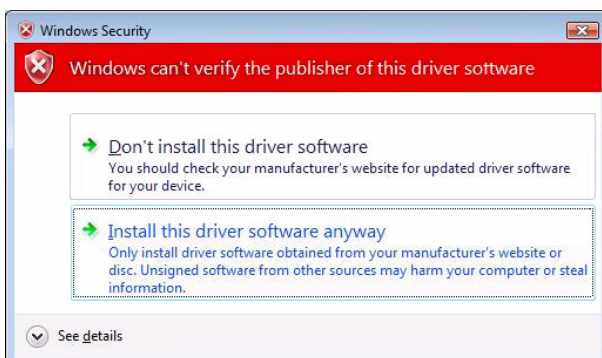 Windows Security
Windows can't verify the publisher of this driver software
Don't install this driver software
You should check your manufacturer's website for updated driver software
for your device.
Install this driver software anyway
Only install driver software obtained from your manufacturer's website or
disc. Unsigned software from other sources may harm your computer or steal
information.
See details